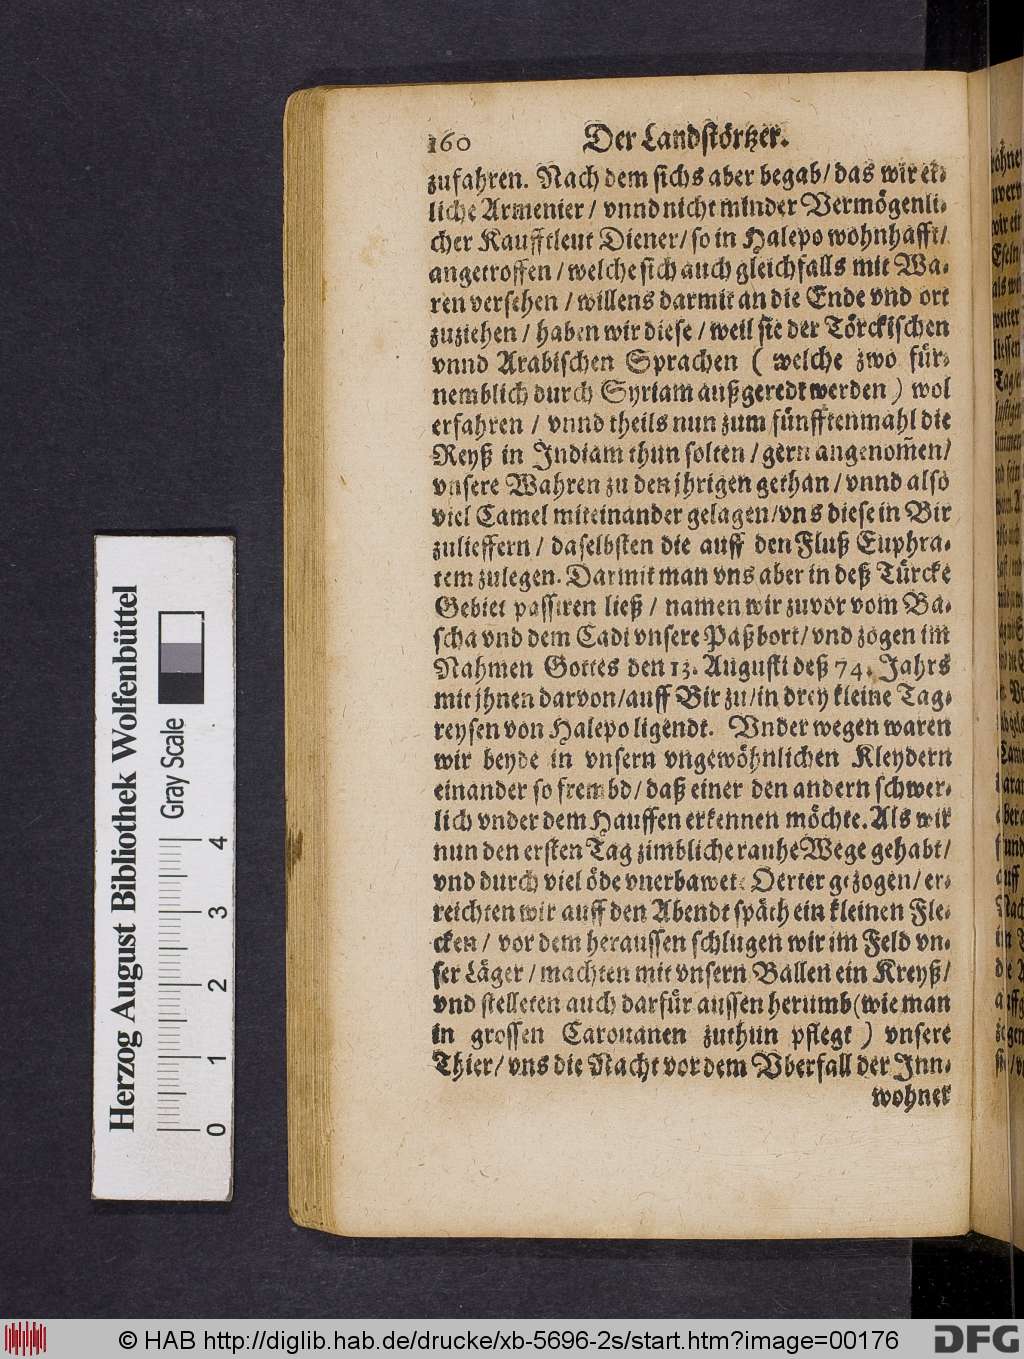 160 Der Landstörtzer.
zufahren. Nach dem sichs aber begab/ das wir et-
liche Armenier / vnnd nicht minder Vermögenli-
cher Kauffleut Diener/ so in Halepo wohnhafft/
angetroffen / welche sich auch gleichfalls mit Wa-
ren versehen / willens darmit an die Ende vnd ort
zuziehen / haben wir diese / weil sie der Törckischen
vnnd Arabischen Sprachen ( welche zwo für-
nemblich durch Syriam außgeredt werden ) wol
erfahren / vnnd theils nun zum fünfftenmahl die
Reyß in Indiam thun solten / gern angenom̃en/
vnsere Wahren zu den jhrigen gethan / vnnd also
viel Camel miteinander gelagen/vns diese in Bir
zulieffern / daselbsten die auff den Fluß Euphra-
tem zulegen. Darmit man vns aber in deß Türcke
Gebiet passiren ließ / namen wir zuvor vom Ba-
scha vnd dem Cadi vnsere Paßbort/ vnd zogen im
Nahmen Gottes den 13. Augusti deß 74. Jahrs
mit jhnen darvon/auff Bir zu/in drey kleine Tag-
reysen von Halepo ligendt. Vnder wegen waren
wir beyde in vnsern vngewöhnlichen Kleydern
einander so frembd / daß einer den andern schwer-
lich vnder dem Hauffen erkennen möchte. Als wir
nun den ersten Tag zimbliche rauhe Wege gehabt/
vnd durch viel öde vnerbawete Oerter gezogen/ er-
reichten wir auff den Abendt späth ein kleinen Fle-
cken / vor dem heraussen schlugen wir im Feld vn-
ser Läger / machten mit vnsern Ballen ein Kreyß/
vnd stelleten auch darfür aussen herumb (wie man
in grossen Carouanen zuthun pflegt ) vnsere
Thier/ vns die Nacht vor dem Vberfall der Inn-
wohner
Herzog August Bibliothek Wolfenbüttel
Gray Scale
0 1 2 3 4
© HAB http://diglib.hab.de/drucke/xb-5696-2s/start.htm?image=00176
DFG